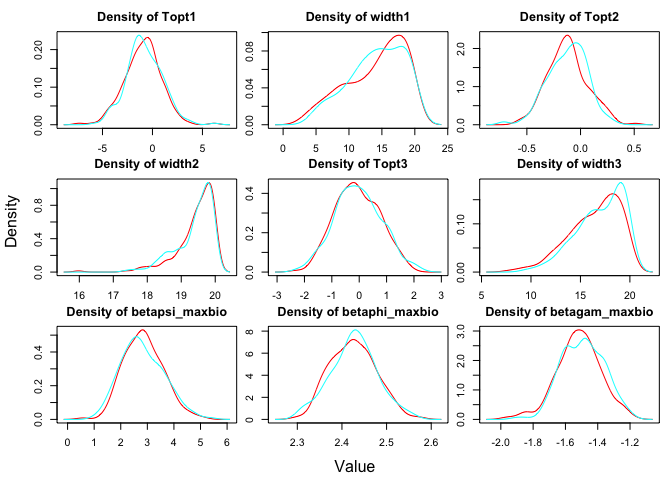 Density of Topt1 Density of width1 Density of Topt2
0.00 0.10 0.20
-5 0 5
0.00 0.04 0.08
0 5 10 15 20 25
0.0 1.0 2.0
-0.5 0.0 0.5
Density of width2 Density of Topt3 Density of width3
0.0 0.4 0.8
16 17 18 19 20
0.0 0.2 0.4
-3 -2 -1 0 1 2 3
0.00 0.10
5 10 15 20
Density of betapsi_maxbio Density of betaphi_maxbio Density of betagam_maxbio
0.0 0.2 0.4
0 1 2 3 4 5 6
0 2 4 6 8
2.3 2.4 2.5 2.6
0.0 1.0 2.0 3.0
-2.0 -1.8 -1.6 -1.4 -1.2
Density
Value